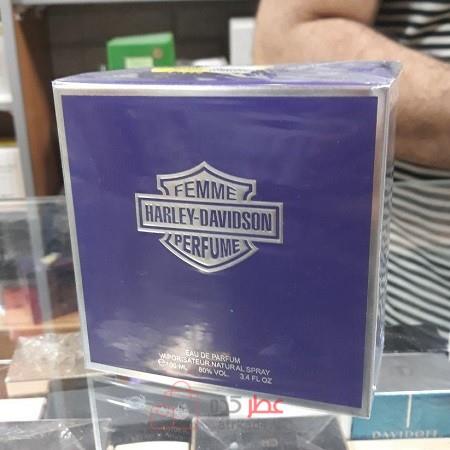 FEMME
HARLEY-DAVIDSON
PERFUME
EAU DE PARFUM
℮100 ML 80% VOL.
VAPORISATEUR.NATURAL SPRAY
3.4 FL OZ
عطر کده
DAVIDOFF